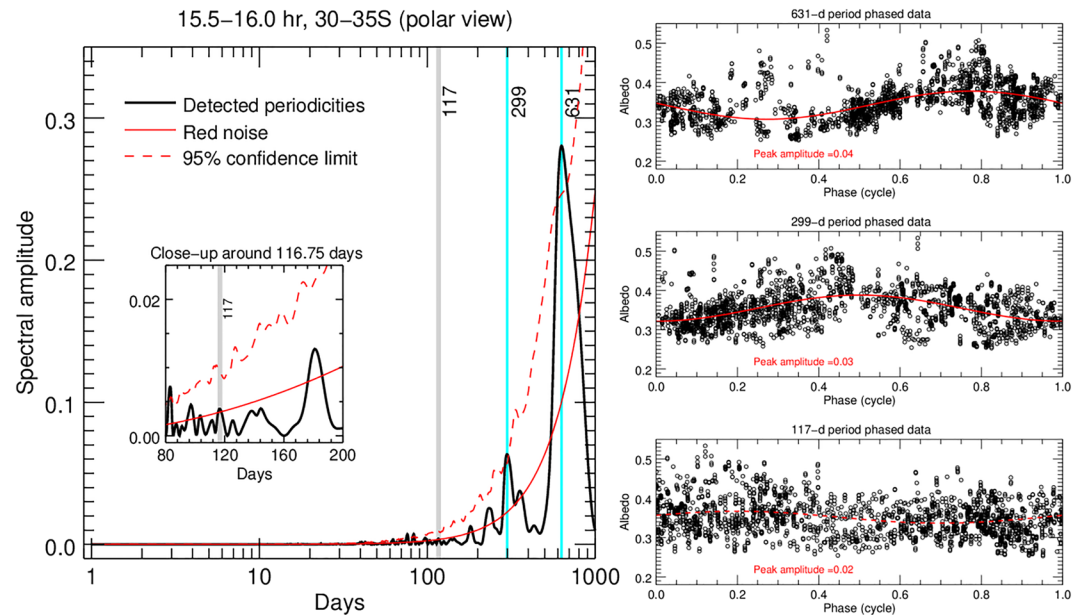 15.5−16.0 hr, 30−35S (polar view)
Detected periodicities
Red noise
95% confidence limit
117
299
631
Spectral amplitude
0.3
0.2
0.1
0.0
1
10
100
1000
Days
Close−up around 116.75 days
117
0.02
0.00
80
120
160
200
Days
631−d period phased data
Albedo
0.5
0.4
0.3
0.2
Peak amplitude =0.04
0.0
0.2
0.4
0.6
0.8
1.0
Phase (cycle)
299−d period phased data
Albedo
0.5
0.4
0.3
0.2
Peak amplitude =0.03
0.0
0.2
0.4
0.6
0.8
1.0
Phase (cycle)
117−d period phased data
Albedo
0.5
0.4
0.3
0.2
Peak amplitude =0.02
0.0
0.2
0.4
0.6
0.8
1.0
Phase (cycle)